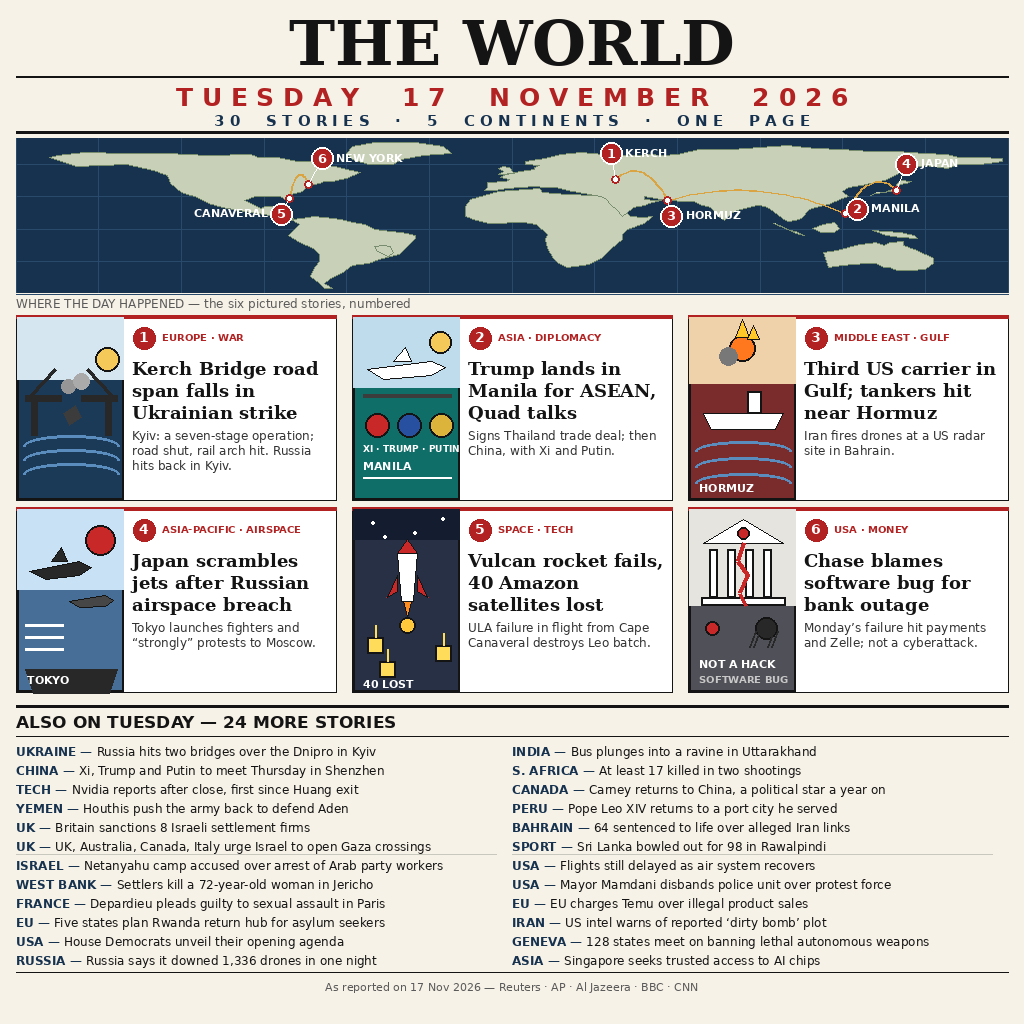 THE WORLD
TUESDAY 17 NOVEMBER 2026
30 STORIES · 5 CONTINENTS · ONE PAGE
6 NEW YORK
1 KERCH
4 JAPAN
CANAVERAL 5
3 HORMUZ
2 MANILA
WHERE THE DAY HAPPENED — the six pictured stories, numbered
1 EUROPE · WAR
Kerch Bridge road
span falls in
Ukrainian strike
Kyiv: a seven-stage operation;
road shut, rail arch hit. Russia
hits back in Kyiv.
XI · TRUMP · PUTIN
MANILA
2 ASIA · DIPLOMACY
Trump lands in
Manila for ASEAN,
Quad talks
Signs Thailand trade deal; then
China, with Xi and Putin.
HORMUZ
3 MIDDLE EAST · GULF
Third US carrier in
Gulf; tankers hit
near Hormuz
Iran fires drones at a US radar
site in Bahrain.
TOKYO
4 ASIA-PACIFIC · AIRSPACE
Japan scrambles
jets after Russian
airspace breach
Tokyo launches fighters and
“strongly” protests to Moscow.
40 LOST
5 SPACE · TECH
Vulcan rocket fails,
40 Amazon
satellites lost
ULA failure in flight from Cape
Canaveral destroys Leo batch.
NOT A HACK
SOFTWARE BUG
6 USA · MONEY
Chase blames
software bug for
bank outage
Monday’s failure hit payments
and Zelle; not a cyberattack.
ALSO ON TUESDAY — 24 MORE STORIES
UKRAINE — Russia hits two bridges over the Dnipro in Kyiv
CHINA — Xi, Trump and Putin to meet Thursday in Shenzhen
TECH — Nvidia reports after close, first since Huang exit
YEMEN — Houthis push the army back to defend Aden
UK — Britain sanctions 8 Israeli settlement firms
UK — UK, Australia, Canada, Italy urge Israel to open Gaza crossings
ISRAEL — Netanyahu camp accused over arrest of Arab party workers
WEST BANK — Settlers kill a 72-year-old woman in Jericho
FRANCE — Depardieu pleads guilty to sexual assault in Paris
EU — Five states plan Rwanda return hub for asylum seekers
USA — House Democrats unveil their opening agenda
RUSSIA — Russia says it downed 1,336 drones in one night
INDIA — Bus plunges into a ravine in Uttarakhand
S. AFRICA — At least 17 killed in two shootings
CANADA — Carney returns to China, a political star a year on
PERU — Pope Leo XIV returns to a port city he served
BAHRAIN — 64 sentenced to life over alleged Iran links
SPORT — Sri Lanka bowled out for 98 in Rawalpindi
USA — Flights still delayed as air system recovers
USA — Mayor Mamdani disbands police unit over protest force
EU — EU charges Temu over illegal product sales
IRAN — US intel warns of reported ‘dirty bomb’ plot
GENEVA — 128 states meet on banning lethal autonomous weapons
ASIA — Singapore seeks trusted access to AI chips
As reported on 17 Nov 2026 — Reuters · AP · Al Jazeera · BBC · CNN